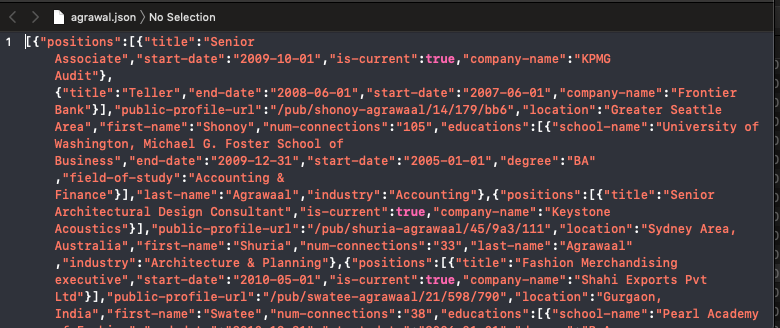 agrawal.json 〉No Selection
1 [{"positions":[{"title":"Senior
Associate","start-date":"2009-10-01","is-current":true,"company-name":"KPMG
Audit"},
{"title":"Teller","end-date":"2008-06-01","start-date":"2007-06-01","company-name":"Frontier
Bank"}],"public-profile-url":"/pub/shonoy-agrawaal/14/179/bb6","location":"Greater Seattle
Area","first-name":"Shonoy","num-connections":"105","educations":[{"school-name":"University of
Washington, Michael G. Foster School of
Business","end-date":"2009-12-31","start-date":"2005-01-01","degree":"BA"
,"field-of-study":"Accounting &
Finance"}],"last-name":"Agrawaal","industry":"Accounting"},{"positions":[{"title":"Senior
Architectural Design Consultant","is-current":true,"company-name":"Keystone
Acoustics"}],"public-profile-url":"/pub/shuria-agrawaal/45/9a3/111","location":"Sydney Area,
Australia","first-name":"Shuria","num-connections":"33","last-name":"Agrawaal"
,"industry":"Architecture & Planning"},{"positions":[{"title":"Fashion Merchandising
executive","start-date":"2010-05-01","is-current":true,"company-name":"Shahi Exports Pvt
Ltd"}],"public-profile-url":"/pub/swatee-agrawaal/21/598/790","location":"Gurgaon,
India","first-name":"Swatee","num-connections":"38","educations":[{"school-name":"Pearl Academy